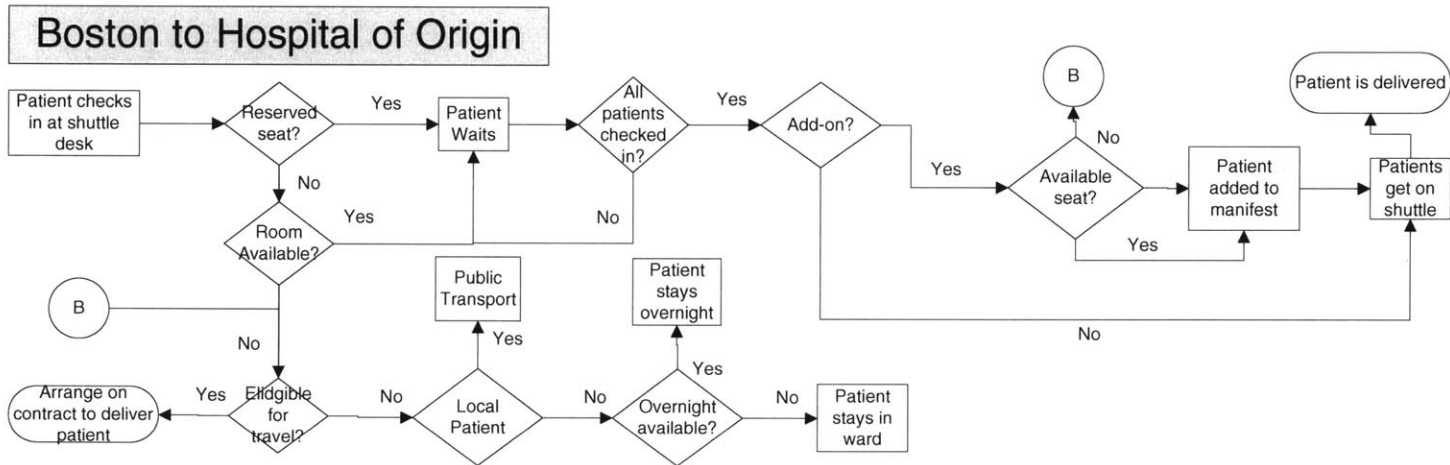 Boston to Hospital of Origin
Patient checks
in at shuttle
desk
Reserved
seat?
Yes
No
Patient
Waits
All
patients
checked
in?
Yes
No
Add-on?
Yes
No
B
No
Available
seat?
Yes
Patient
added to
manifest
Patient is delivered
Patients
get on
shuttle
Room
Available?
Yes
No
B
Elidgible
for
travel?
Yes
No
Arrange on
contract to deliver
patient
Public
Transport
Yes
Local
Patient
No
Patient
stays
overnight
Yes
Overnight
available?
No
Patient
stays in
ward